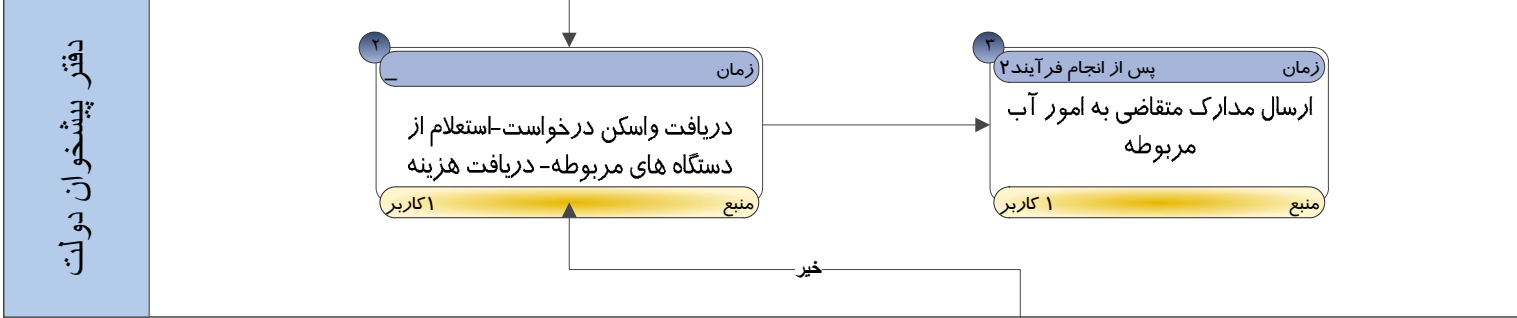 دفتر پیشخوان دولت
۲
زمان _
دریافت واسکن درخواست-استعلام از
دستگاه های مربوطه- دریافت هزینه
منبع ۱کاربر
۳
زمان پس از انجام فرآیند۲
ارسال مدارک متقاضی به امور آب
مربوطه
منبع ۱ کاربر
خیر